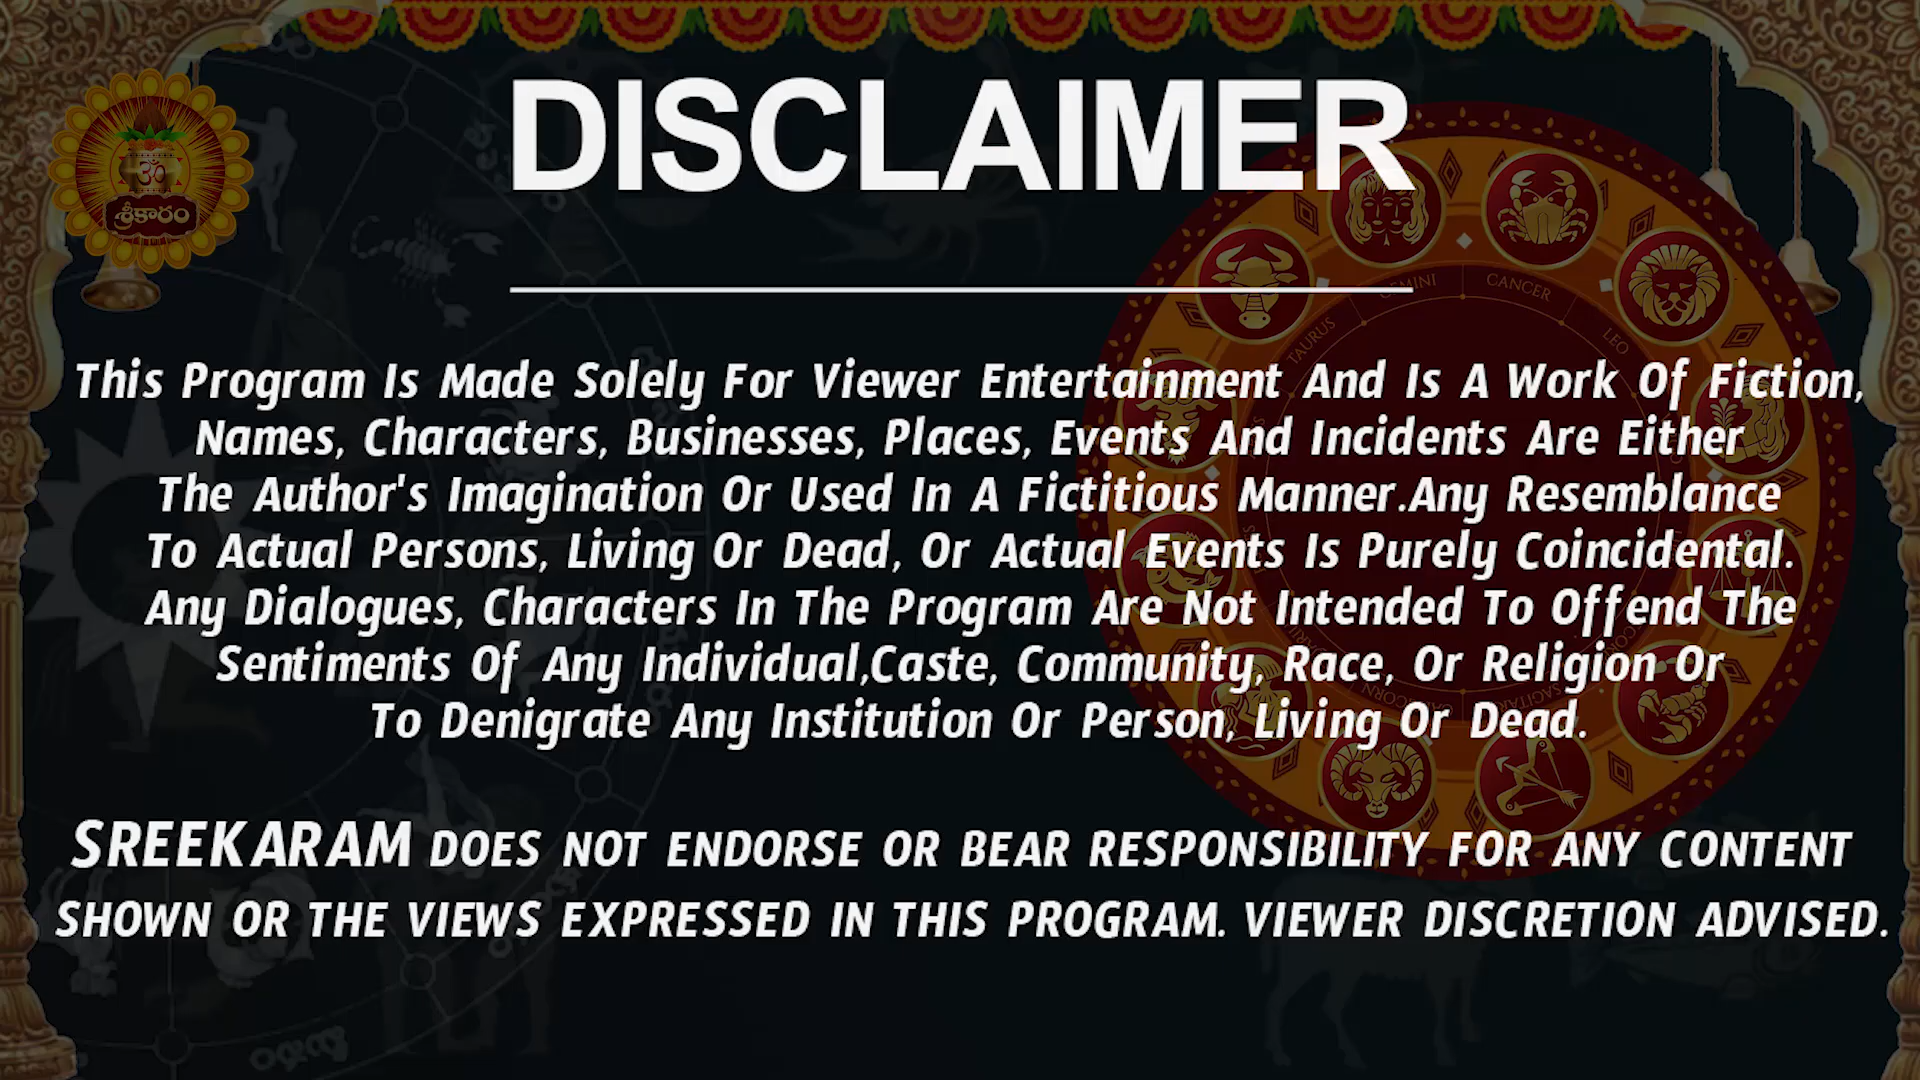 DISCLAIMER
శ్రీకారం
GEMINI
CANCER
TAURUS
LEO
This Program Is Made Solely For Viewer Entertainment And Is A Work Of Fiction,
Names, Characters, Businesses, Places, Events And Incidents Are Either
The Author's Imagination Or Used In A Fictitious Manner.Any Resemblance
To Actual Persons, Living Or Dead, Or Actual Events Is Purely Coincidental.
Any Dialogues, Characters In The Program Are Not Intended To Offend The
Sentiments Of Any Individual,Caste, Community, Race, Or Religion Or
To Denigrate Any Institution Or Person, Living Or Dead.
SREEKARAM DOES NOT ENDORSE OR BEAR RESPONSIBILITY FOR ANY CONTENT
SHOWN OR THE VIEWS EXPRESSED IN THIS PROGRAM. VIEWER DISCRETION ADVISED.